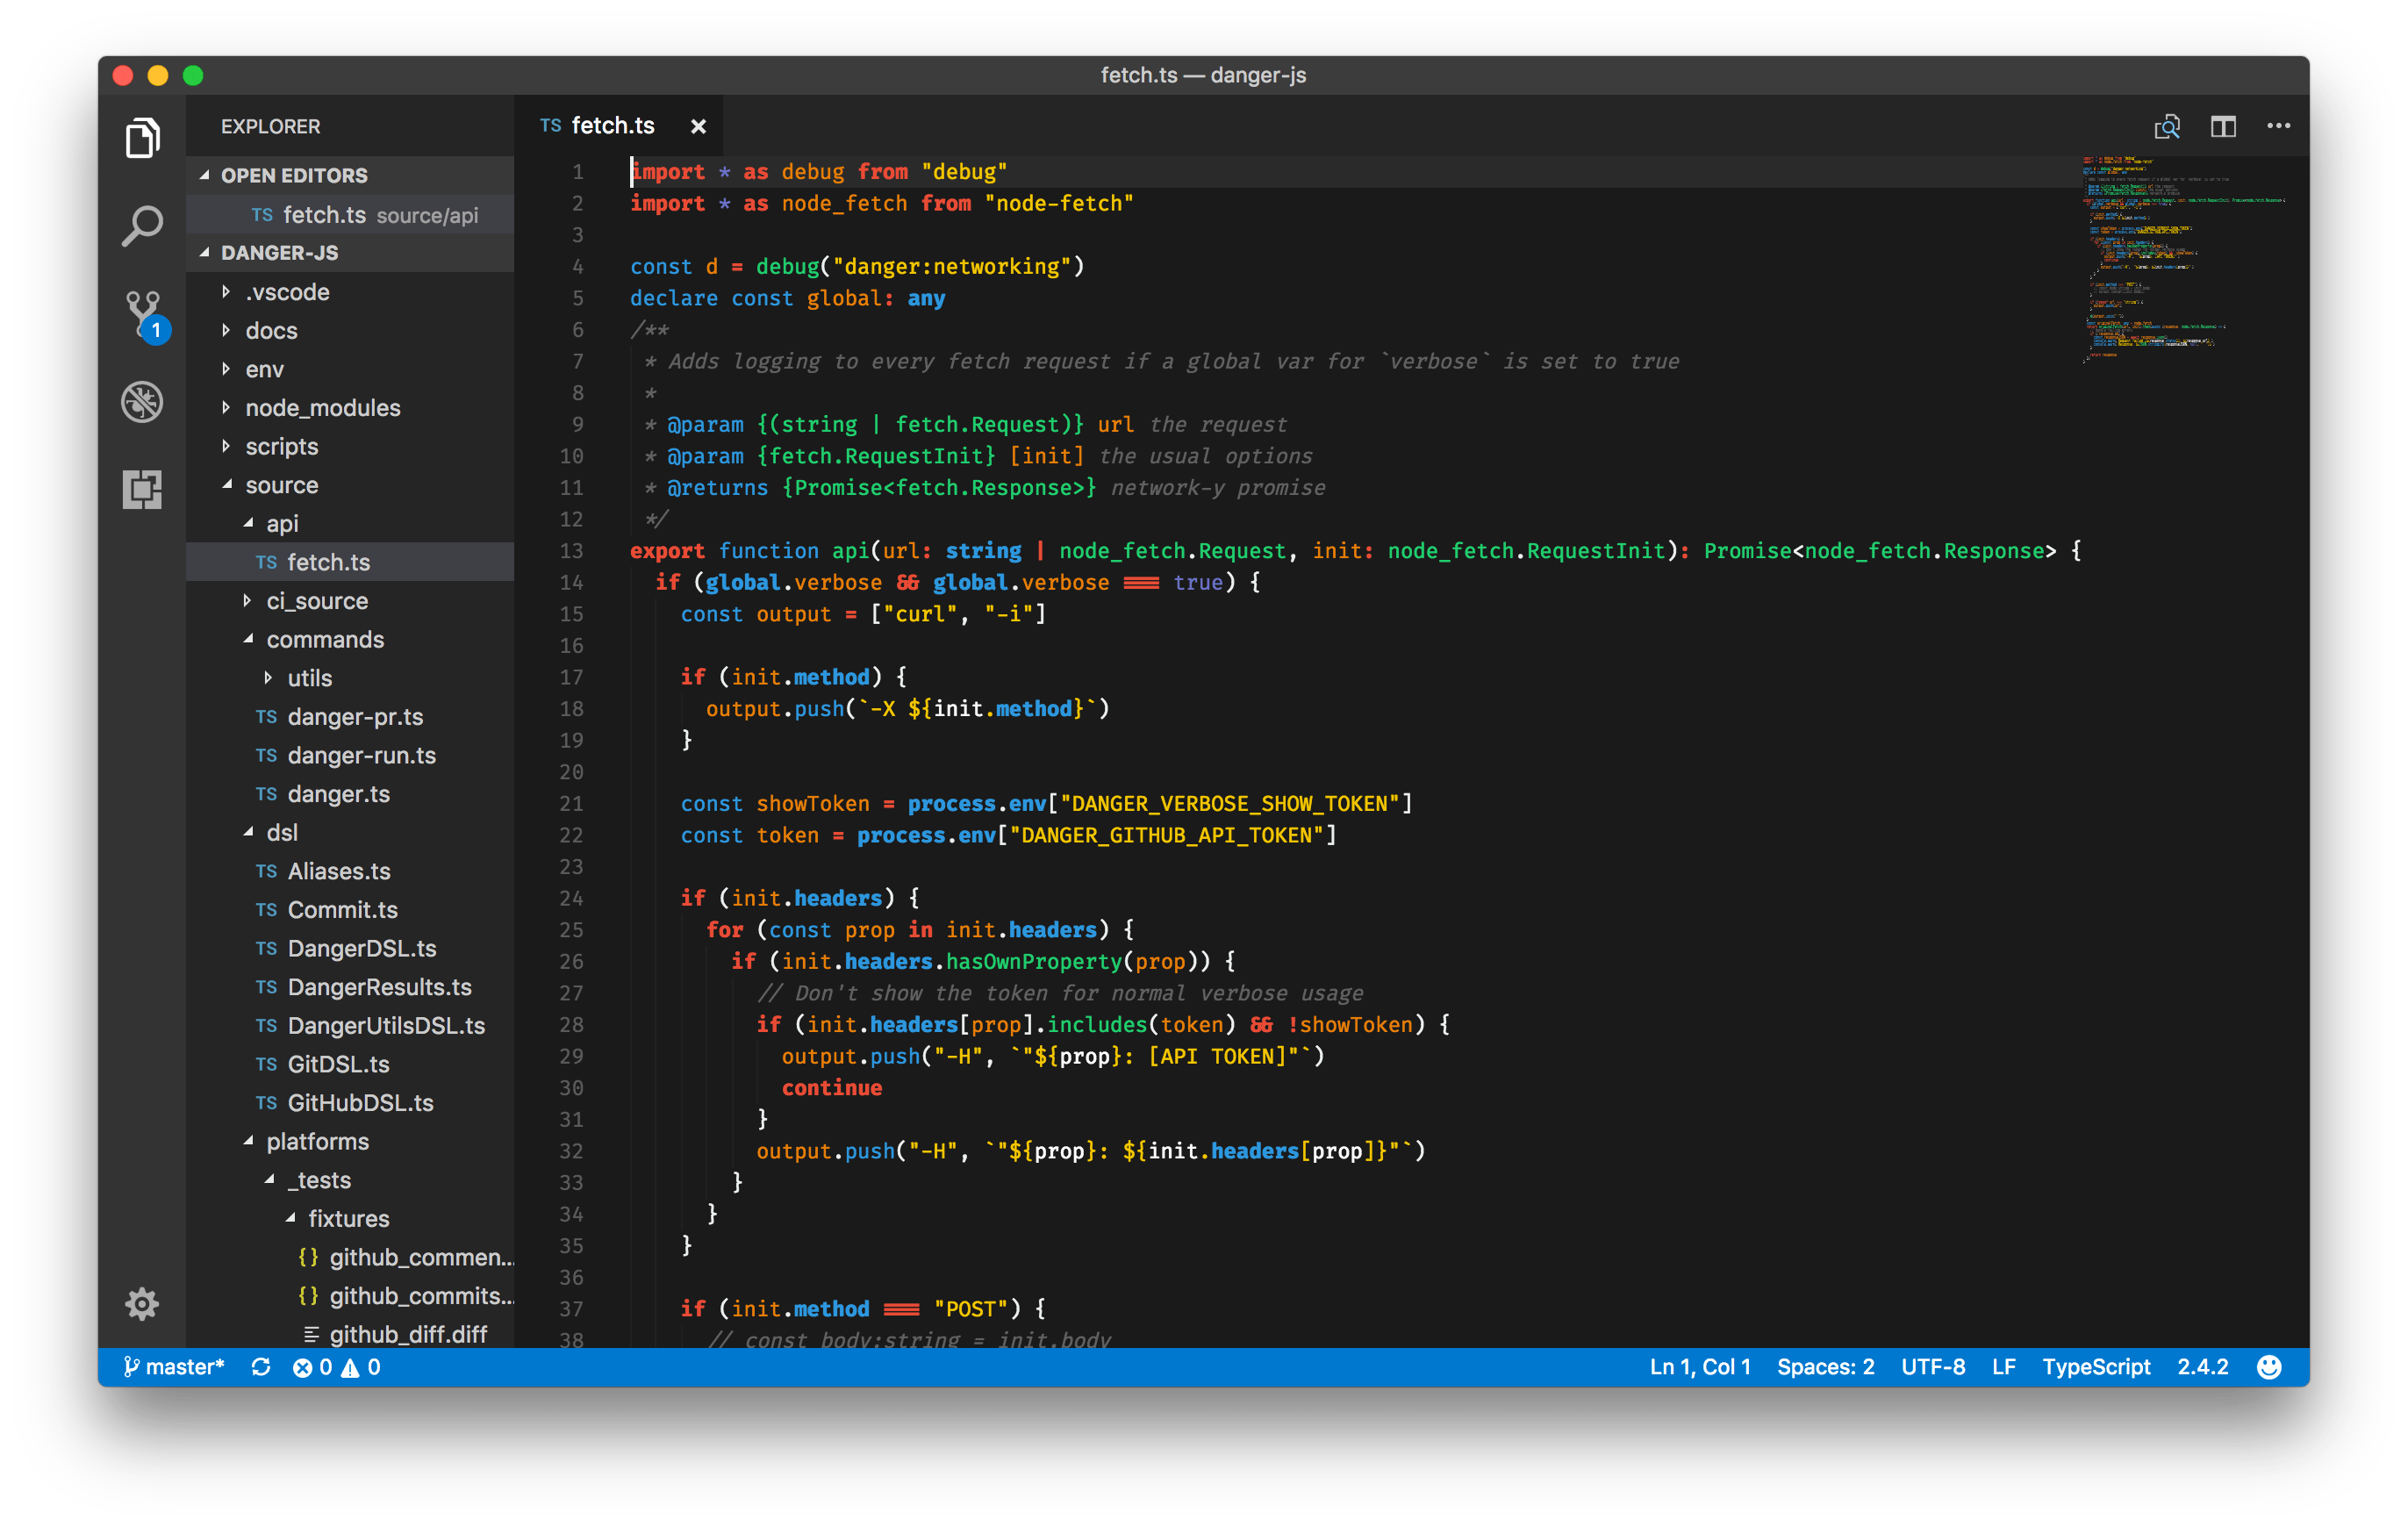 fetch.ts — danger-js
EXPLORER
OPEN EDITORS
TS fetch.ts source/api
DANGER-JS
.vscode
docs
env
node_modules
scripts
source
api
TS fetch.ts
ci_source
commands
utils
TS danger-pr.ts
TS danger-run.ts
TS danger.ts
dsl
TS Aliases.ts
TS Commit.ts
TS DangerDSL.ts
TS DangerResults.ts
TS DangerUtilsDSL.ts
TS GitDSL.ts
TS GitHubDSL.ts
platforms
_tests
fixtures
{} github_commen...
{} github_commits...
github_diff.diff
1
TS fetch.ts ×
1 import * as debug from "debug"
2 import * as node_fetch from "node-fetch"
3
4 const d = debug("danger:networking")
5 declare const global: any
6 /**
7 * Adds logging to every fetch request if a global var for `verbose` is set to true
8 *
9 * @param {(string | fetch.Request)} url the request
10 * @param {fetch.RequestInit} [init] the usual options
11 * @returns {Promise<fetch.Response>} network-y promise
12 */
13 export function api(url: string | node_fetch.Request, init: node_fetch.RequestInit): Promise<node_fetch.Response> {
14 if (global.verbose && global.verbose === true) {
15 const output = ["curl", "-i"]
16
17 if (init.method) {
18 output.push(`-X ${init.method}`)
19 }
20
21 const showToken = process.env["DANGER_VERBOSE_SHOW_TOKEN"]
22 const token = process.env["DANGER_GITHUB_API_TOKEN"]
23
24 if (init.headers) {
25 for (const prop in init.headers) {
26 if (init.headers.hasOwnProperty(prop)) {
27 // Don't show the token for normal verbose usage
28 if (init.headers[prop].includes(token) && !showToken) {
29 output.push("-H", `"${prop}: [API TOKEN]"`)
30 continue
31 }
32 output.push("-H", `"${prop}: ${init.headers[prop]}"`)
33 }
34 }
35 }
36
37 if (init.method === "POST") {
38 // const body:string = init.body
master* 0 0
Ln 1, Col 1 Spaces: 2 UTF-8 LF TypeScript 2.4.2